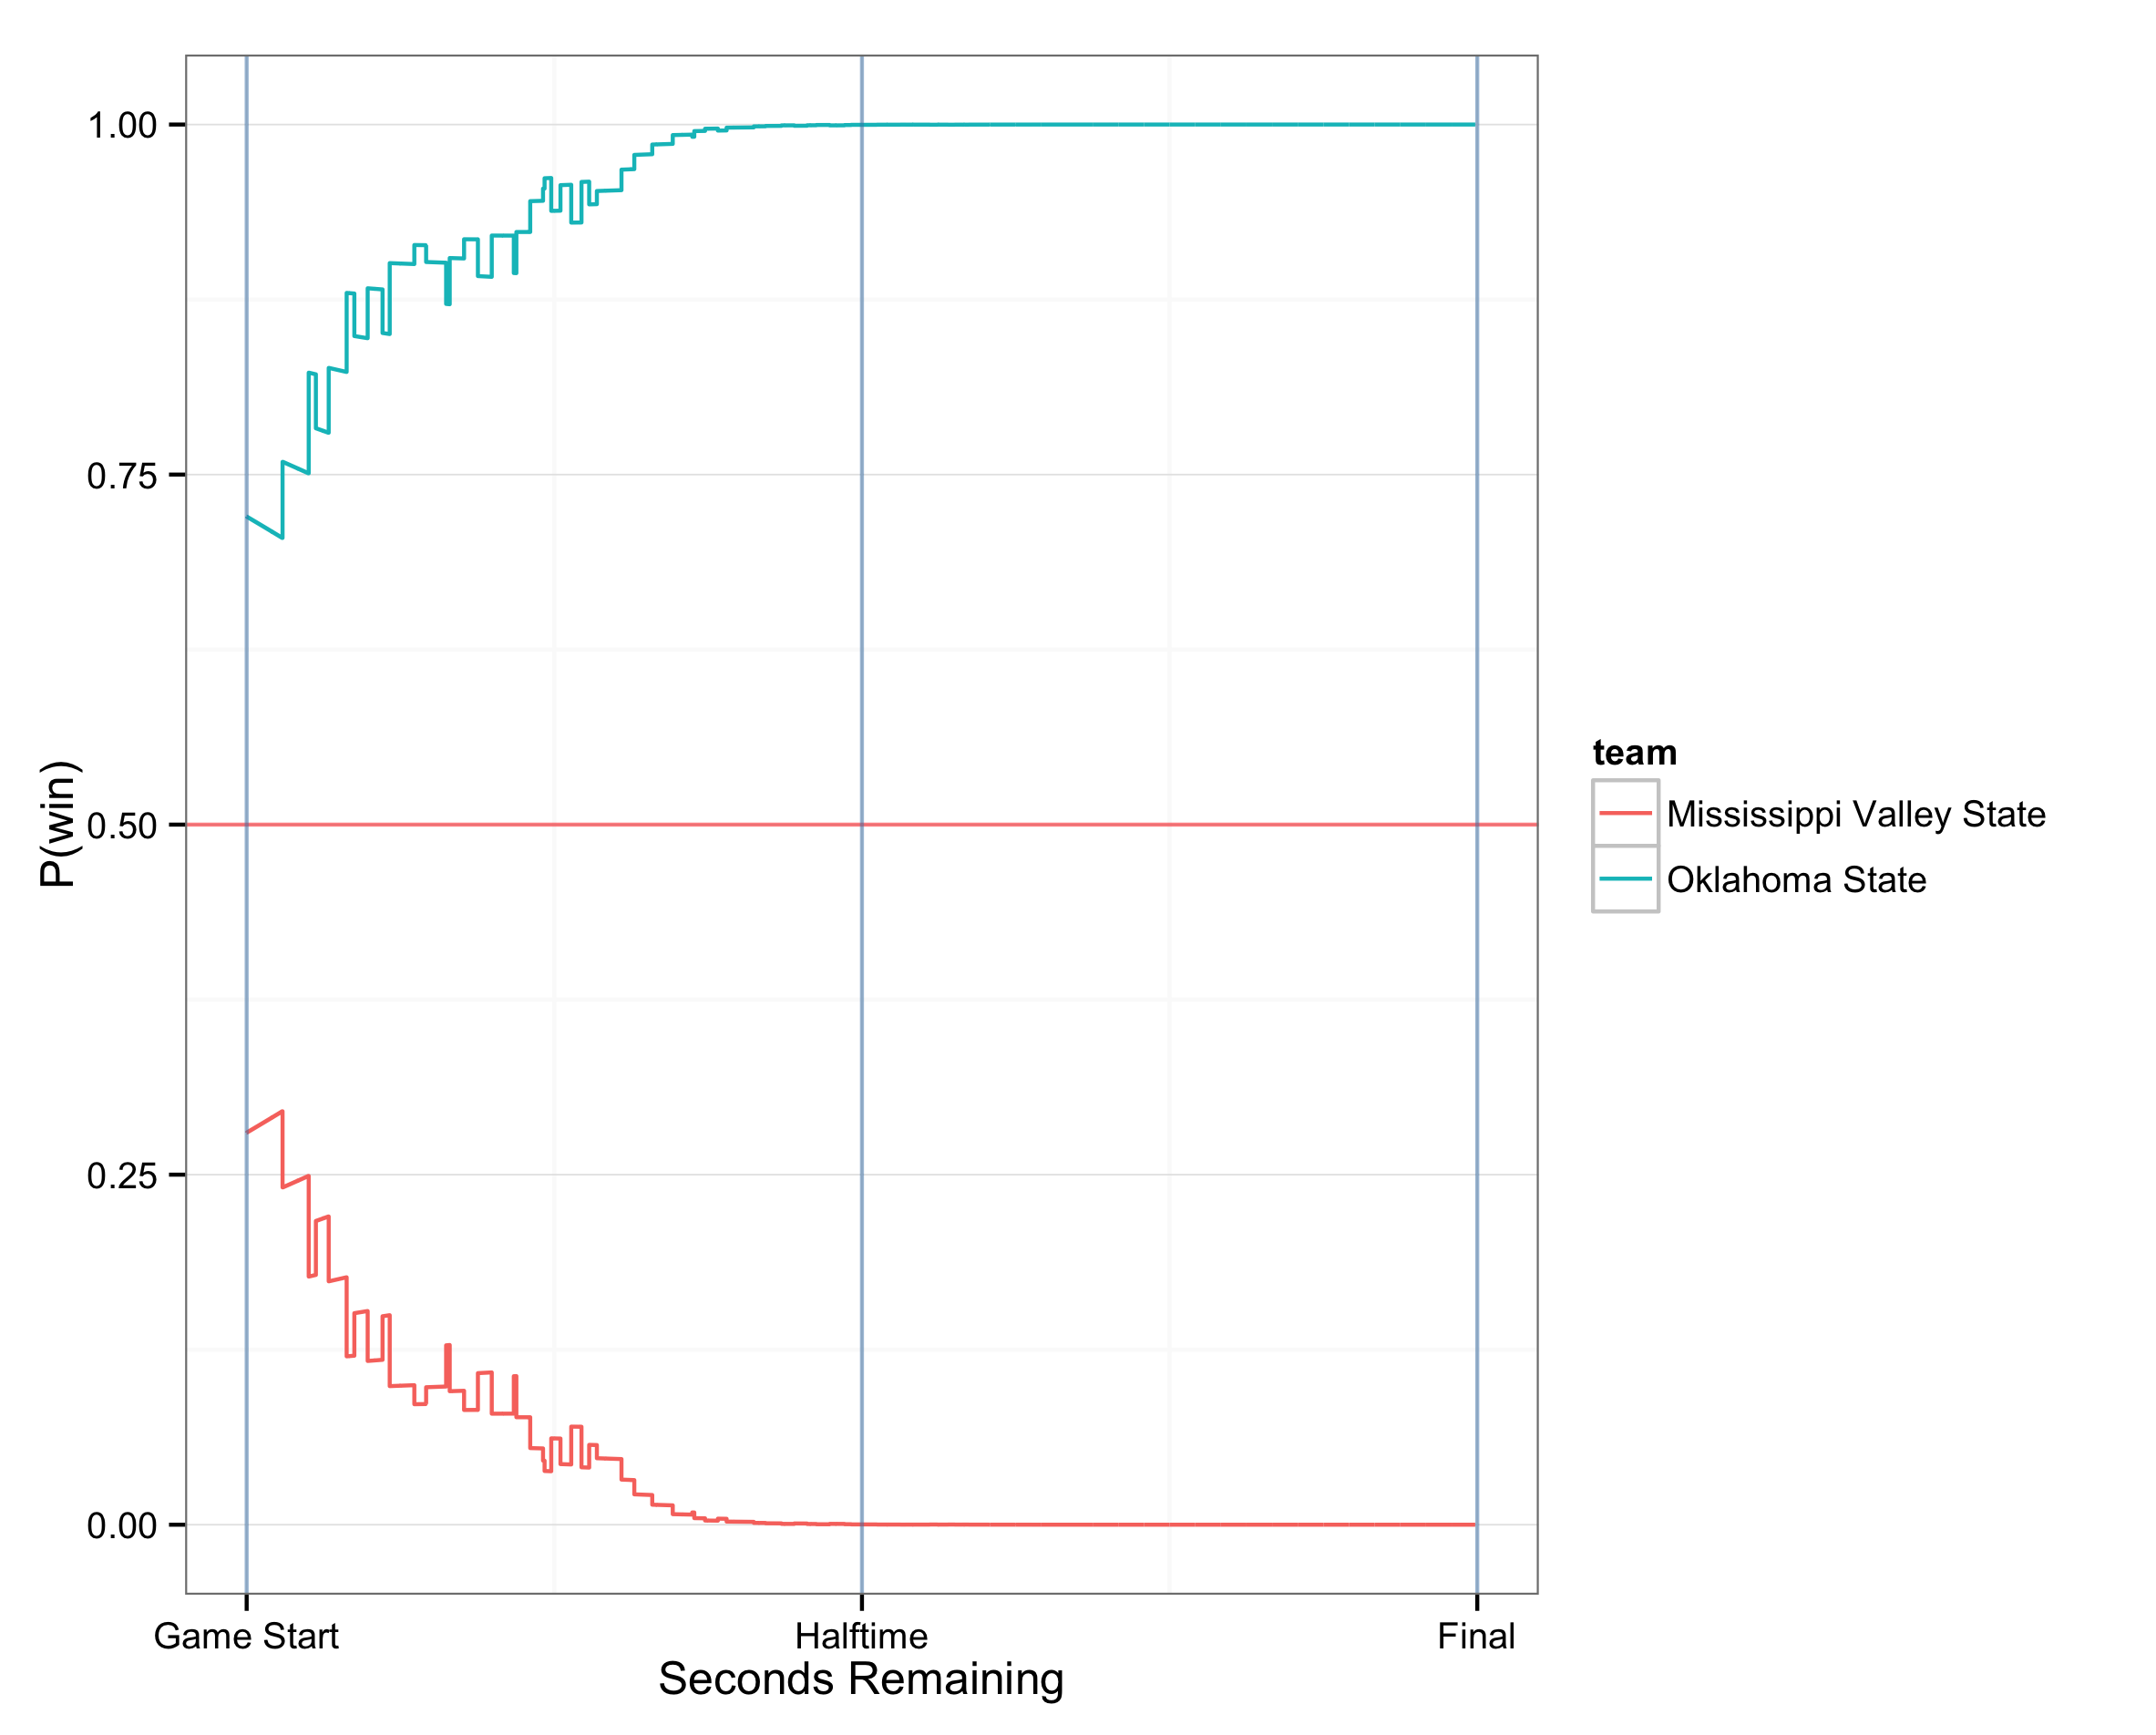 1.00
0.75
0.50
0.25
0.00
P(win)
Game Start
Halftime
Final
Seconds Remaining
team
Mississippi Valley State
Oklahoma State